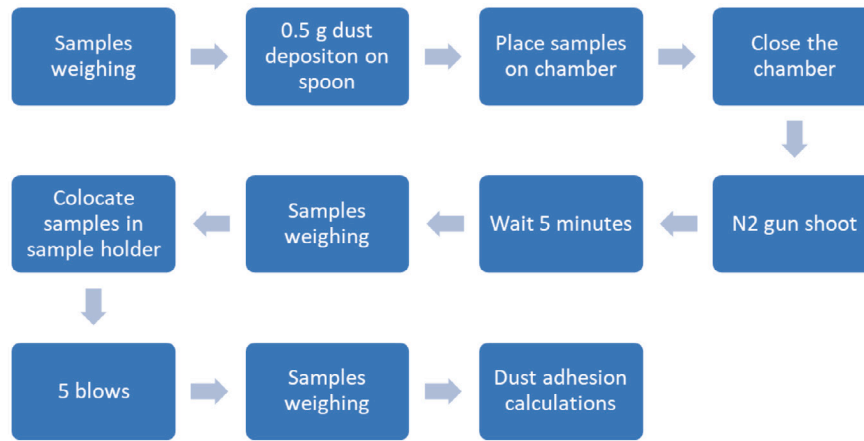 Samples
weighing
0.5 g dust
depositon on
spoon
Place samples
on chamber
Close the
chamber
N2 gun shoot
Wait 5 minutes
Samples
weighing
Colocate
samples in
sample holder
5 blows
Samples
weighing
Dust adhesion
calculations